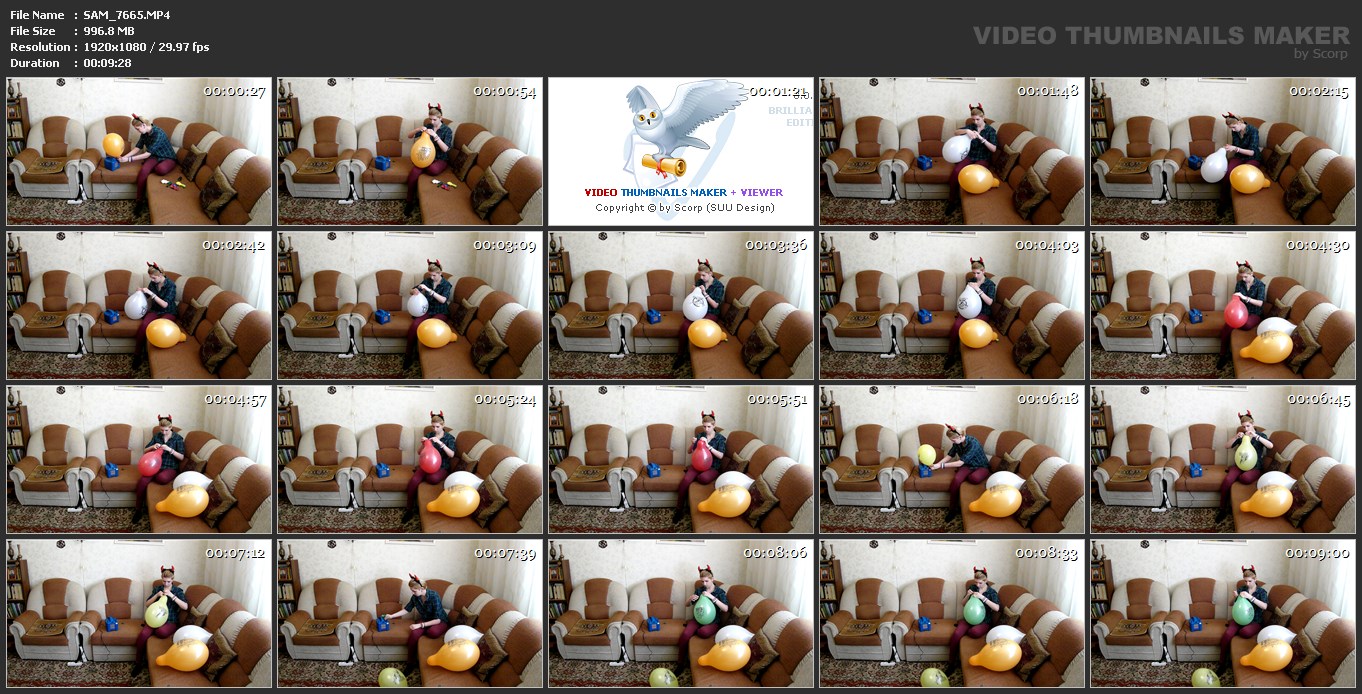 File Name : SAM_7665.MP4
File Size : 996.8 MB
Resolution : 1920x1080 / 29.97 fps
Duration : 00:09:28
VIDEO THUMBNAILS MAKER
by Scorp
00:00:27
00:00:54
00:01:21
00:01:48
00:02:15
VIDEO THUMBNAILS MAKER + VIEWER
Copyright © by Scorp (SUU Design)
00:02:42
00:03:09
00:03:36
00:04:03
00:04:30
00:04:57
00:05:24
00:05:51
00:06:18
00:06:45
00:07:12
00:07:39
00:08:06
00:08:33
00:09:00